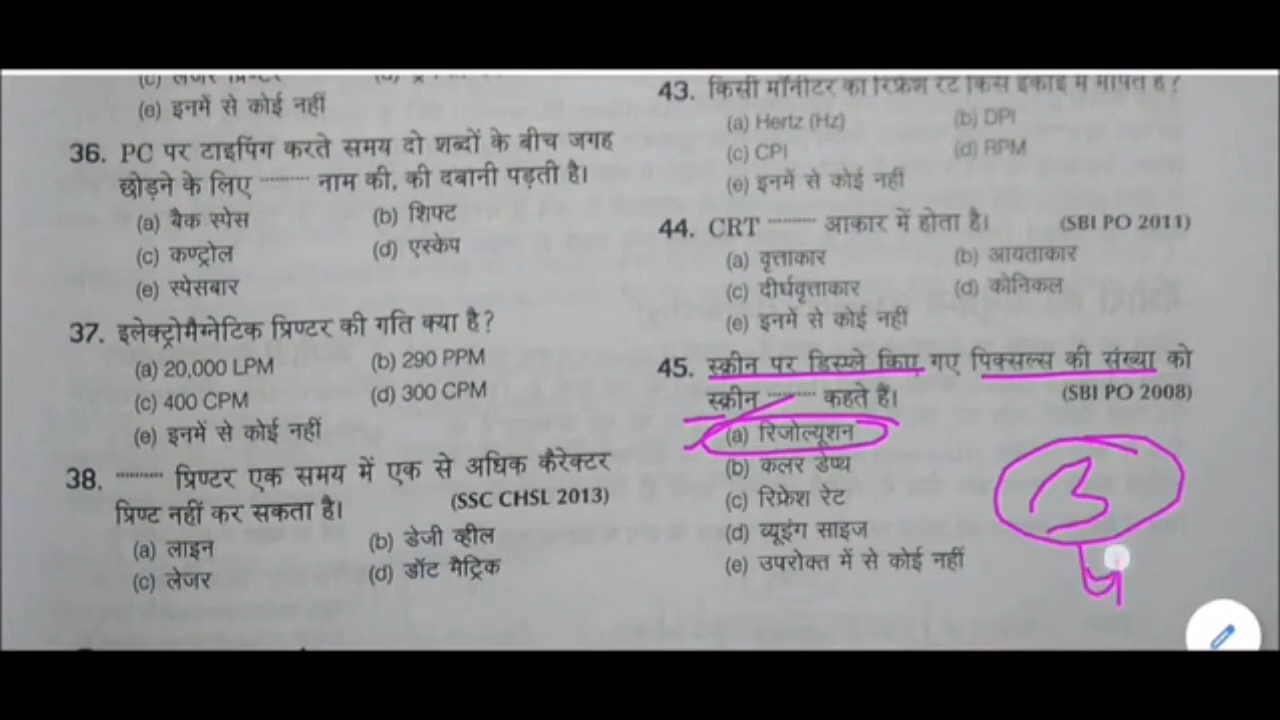 (e) इनमें से कोई नहीं
36. PC पर टाइपिंग करते समय दो शब्दों के बीच जगह
छोड़ने के लिए ......... नाम की, की दबानी पड़ती है।
(a) बैक स्पेस (b) शिफ्ट
(c) कण्ट्रोल (d) एस्केप
(e) स्पेसबार
37. इलेक्ट्रोमैग्नेटिक प्रिण्टर की गति क्या है?
(a) 20,000 LPM (b) 290 PPM
(c) 400 CPM (d) 300 CPM
(e) इनमें से कोई नहीं
38. ......... प्रिण्टर एक समय में एक से अधिक कैरेक्टर
प्रिण्ट नहीं कर सकता है। (SSC CHSL 2013)
(a) लाइन (b) डेजी व्हील
(c) लेजर (d) डॉट मैट्रिक
43. किसी मॉनीटर का रिफ्रेश रेट किस इकाई में मापते हैं?
(a) Hertz (Hz) (b) DPI
(c) CPI (d) RPM
(e) इनमें से कोई नहीं
44. CRT ......... आकार में होता है। (SBI PO 2011)
(a) वृत्ताकार (b) आयताकार
(c) दीर्घवृत्ताकार (d) कोनिकल
(e) इनमें से कोई नहीं
45. स्क्रीन पर डिस्प्ले किए गए पिक्सल्स की संख्या को
स्क्रीन ......... कहते हैं। (SBI PO 2008)
(a) रिजोल्यूशन
(b) कलर डेप्थ
(c) रिफ्रेश रेट
(d) व्यूइंग साइज
(e) उपरोक्त में से कोई नहीं